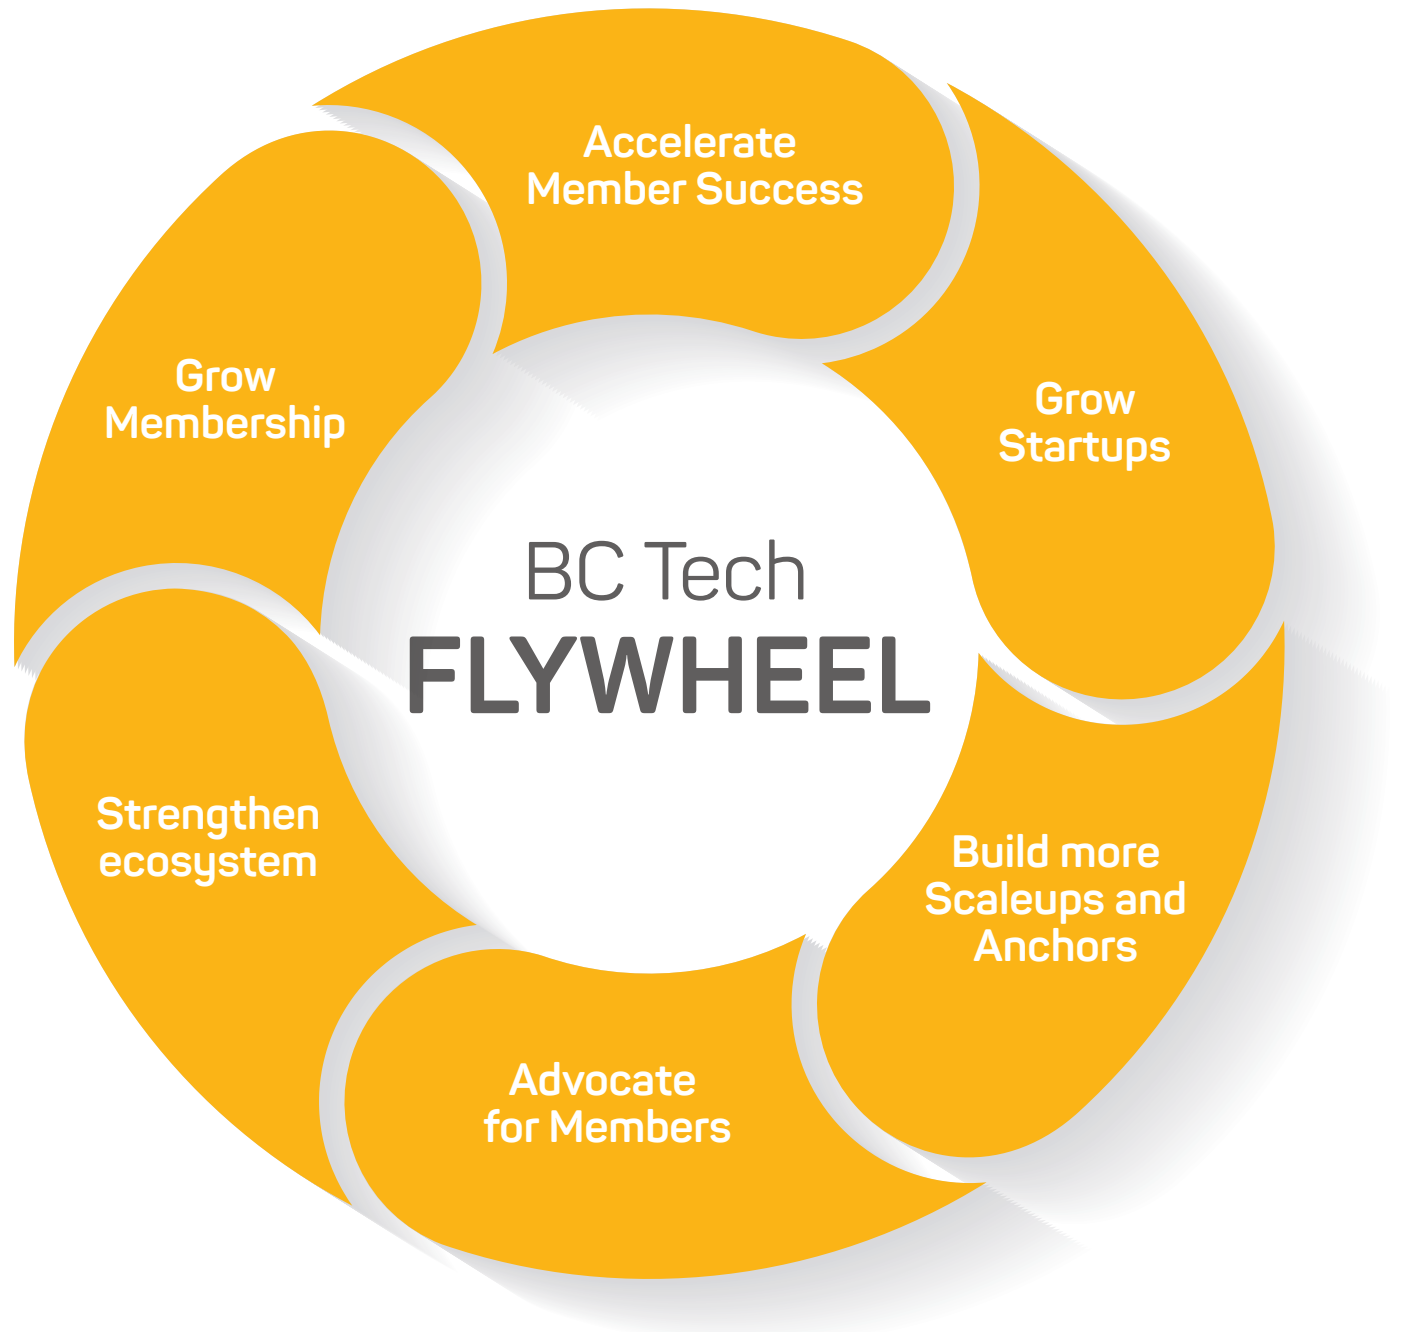 Accelerate
Member Success
Grow
Startups
Build more
Scaleups and
Anchors
Advocate
for Members
Strengthen
ecosystem
Grow
Membership
BC Tech
FLYWHEEL